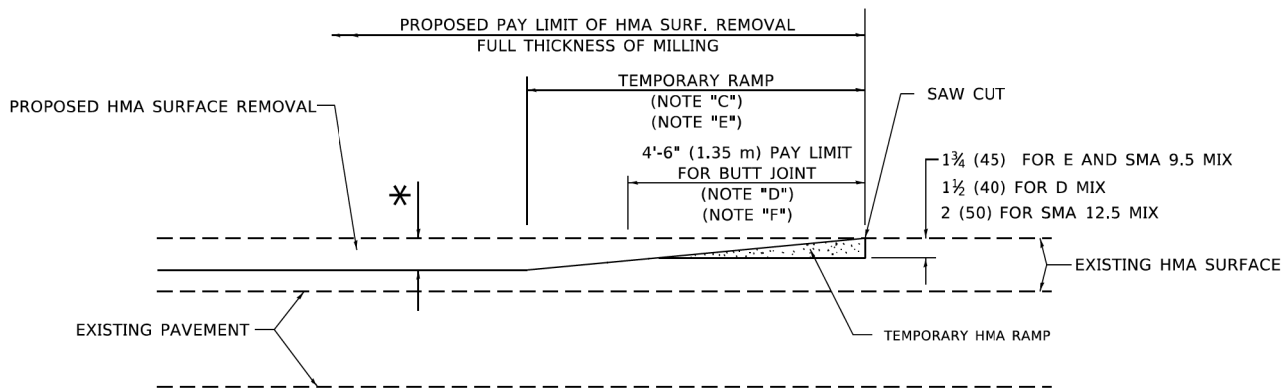 PROPOSED PAY LIMIT OF HMA SURF. REMOVAL
FULL THICKNESS OF MILLING
TEMPORARY RAMP
(NOTE "C")
(NOTE "E")
PROPOSED HMA SURFACE REMOVAL
SAW CUT
4'-6" (1.35 m) PAY LIMIT
FOR BUTT JOINT
(NOTE "D")
(NOTE "F")
1¾ (45) FOR E AND SMA 9.5 MIX
1½ (40) FOR D MIX
2 (50) FOR SMA 12.5 MIX
*
EXISTING HMA SURFACE
EXISTING PAVEMENT
TEMPORARY HMA RAMP